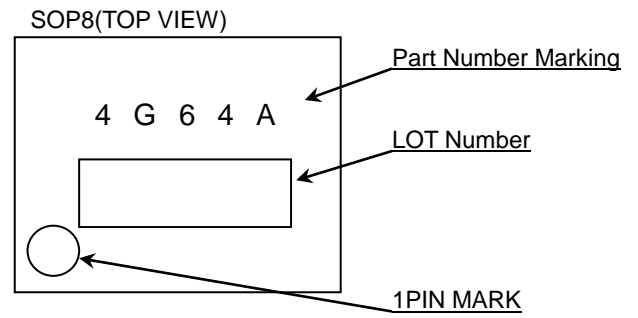 SOP8(TOP VIEW)
Part Number Marking
4 G 6 4 A
LOT Number
1PIN MARK